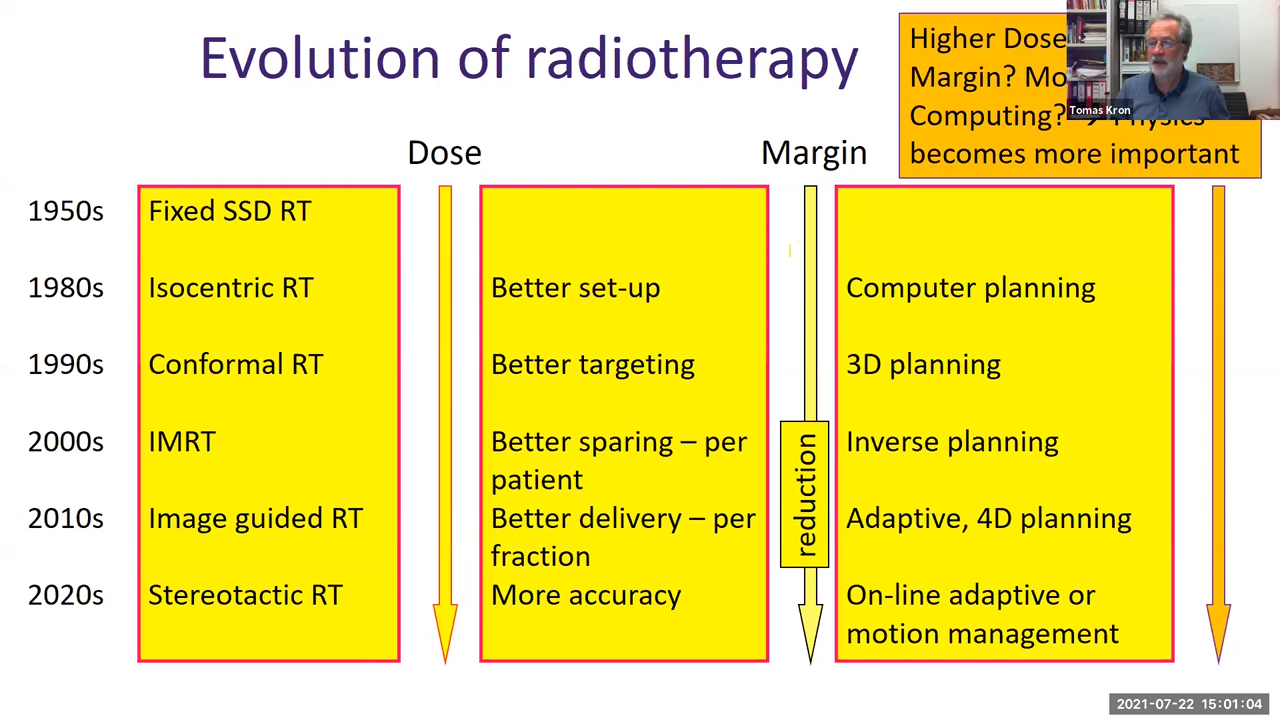 Evolution of radiotherapy
Higher Dose
Margin? Mo
Computing?
becomes more important
Tomas Kron
Dose
Margin
1950s Fixed SSD RT
1980s Isocentric RT Better set-up Computer planning
1990s Conformal RT Better targeting 3D planning
2000s IMRT Better sparing – per Inverse planning
patient
2010s Image guided RT Better delivery – per Adaptive, 4D planning
fraction
2020s Stereotactic RT More accuracy On-line adaptive or
motion management
reduction
2021-07-22 15:01:04